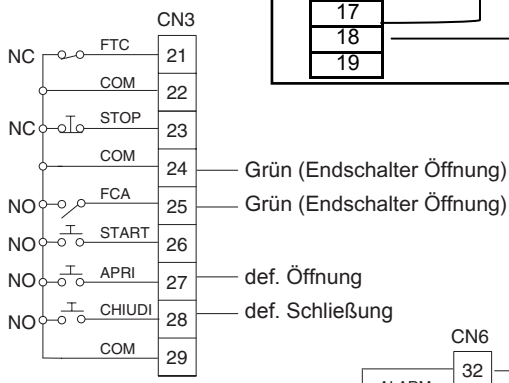 17
18
19
CN3
NC FTC 21
COM 22
NC STOP 23
COM 24 Grün (Endschalter Öffnung)
NO FCA 25 Grün (Endschalter Öffnung)
NO START 26
NO APRI 27 def. Öffnung
NO CHIUDI 28 def. Schließung
COM 29
CN6
32